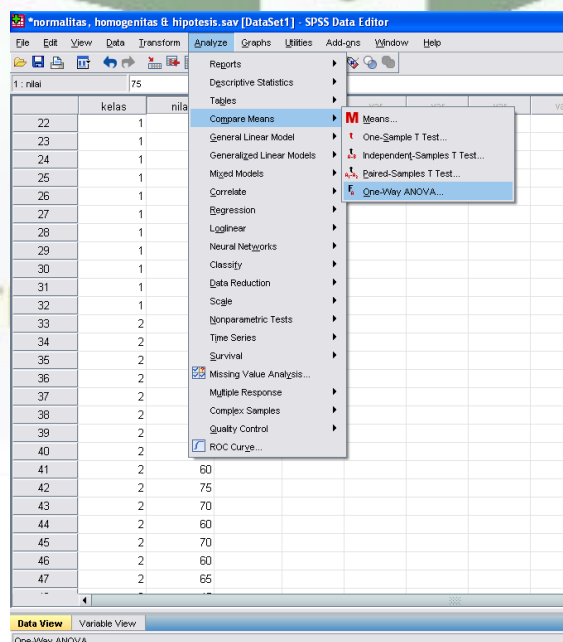 *normalitas, homogenitas & hipotesis.sav [DataSet1] - SPSS Data Editor
File Edit View Data Transform Analyze Graphs Utilities Add-ons Window Help
1 : nilai 75
kelas
22 1
23 1
24 1
25 1
26 1
27 1
28 1
29 1
30 1
31 1
32 1
33 2
34 2
35 2
36 2
37 2
38 2
39 2
40 2
41 2 60
42 2 75
43 2 70
44 2 60
45 2 70
46 2 60
47 2 65
Reports
Descriptive Statistics
Tables
Compare Means
General Linear Model
Generalized Linear Models
Mixed Models
Correlate
Regression
Loglinear
Neural Networks
Classify
Data Reduction
Scale
Nonparametric Tests
Time Series
Survival
Missing Value Analysis...
Multiple Response
Complex Samples
Quality Control
ROC Curve...
Means...
One-Sample T Test...
Independent-Samples T Test...
Paired-Samples T Test...
One-Way ANOVA...
Data View Variable View
One-Way ANOVA